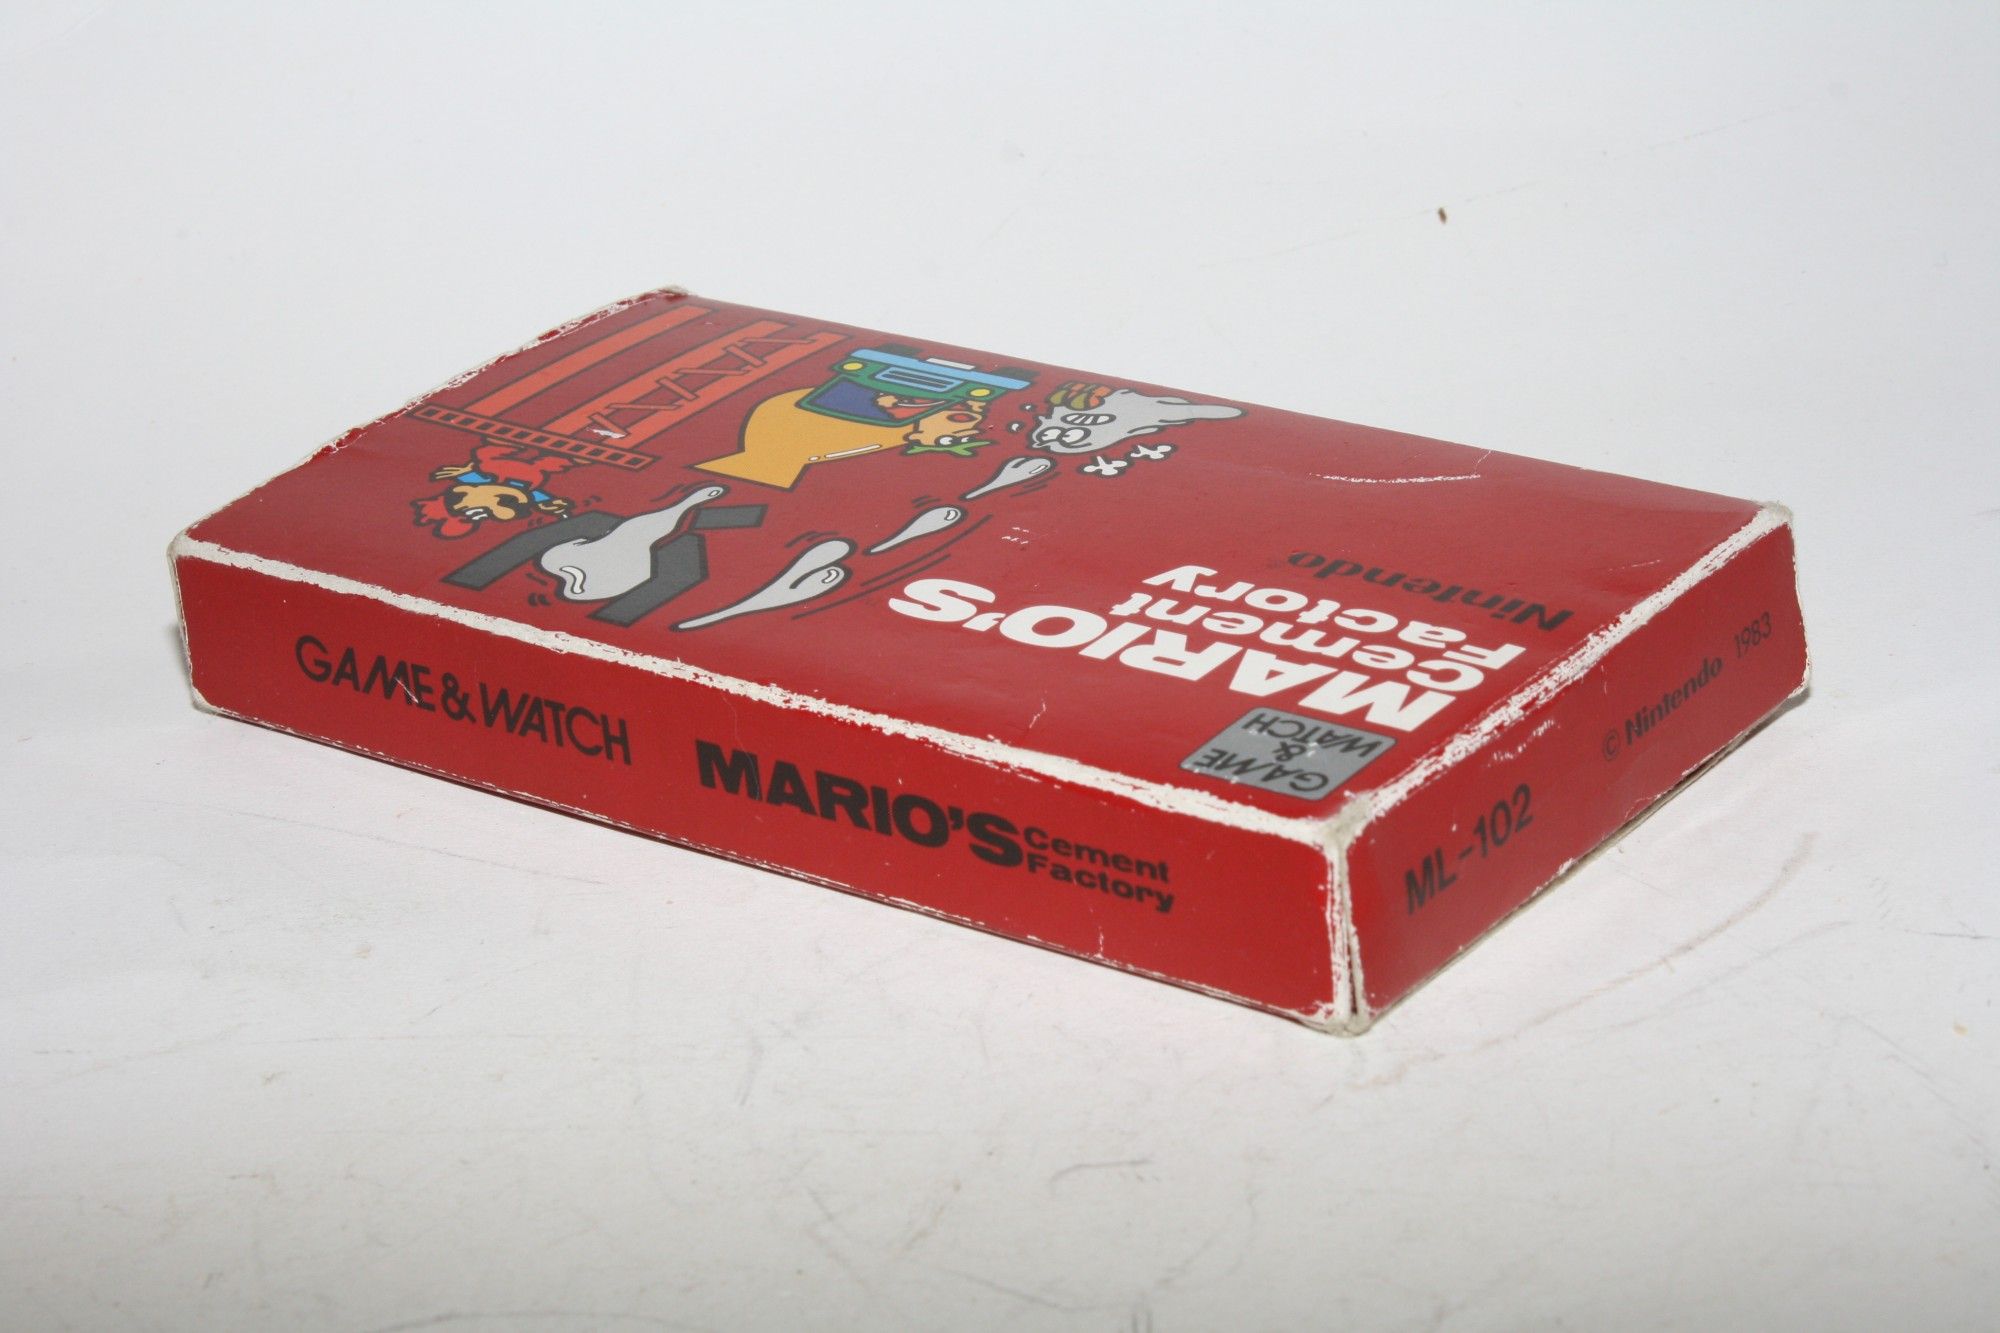 GAME
&
WATCH
MARIO'S
Cement
Factory
Nintendo
GAME & WATCH
MARIO'S
Cement
Factory
ML-102
© Nintendo 1983